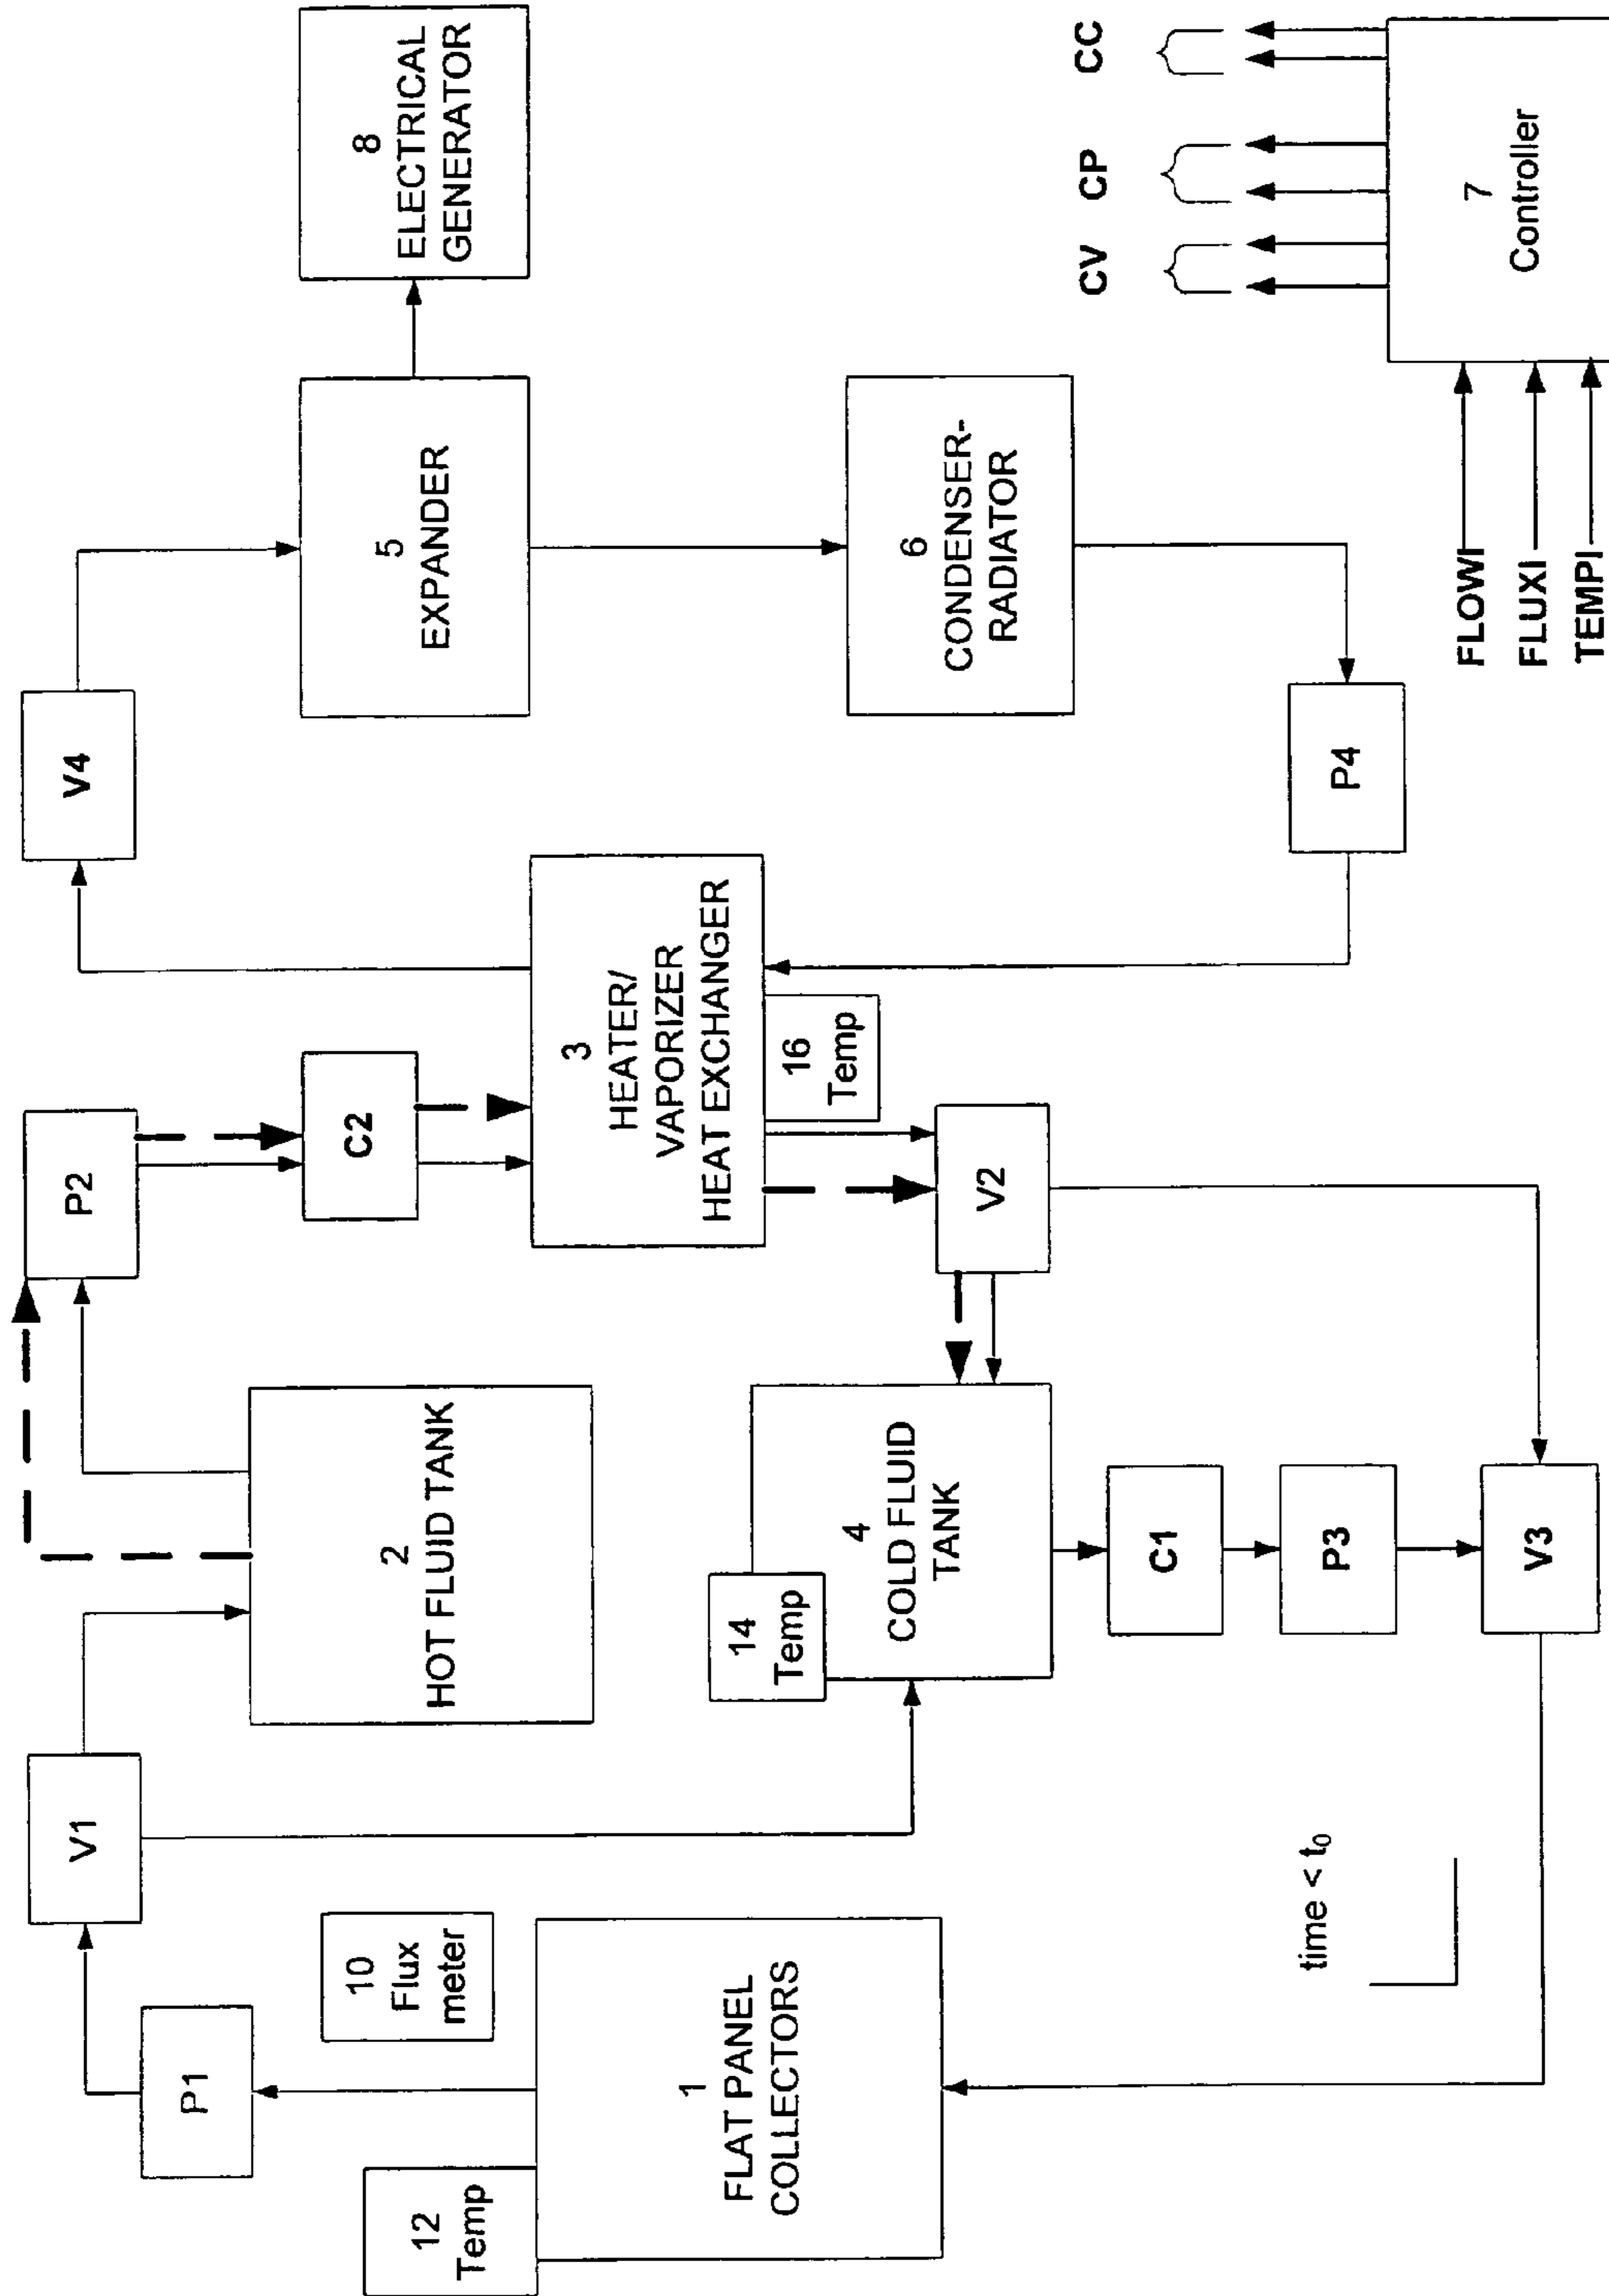 P1
V1
P2
V4
12
Temp
10
Flux
meter
2
HOT FLUID TANK
C2
5
EXPANDER
8
ELECTRICAL
GENERATOR
1
FLAT PANEL
COLLECTORS
3
HEATER/
VAPORIZER
HEAT EXCHANGER
16
Temp
14
Temp
4
COLD FLUID
TANK
V2
6
CONDENSER-
RADIATOR
C1
P3
V3
P4
time < t₀
CV
CP
CC
FLOWI
FLUXI
TEMPI
7
Controller